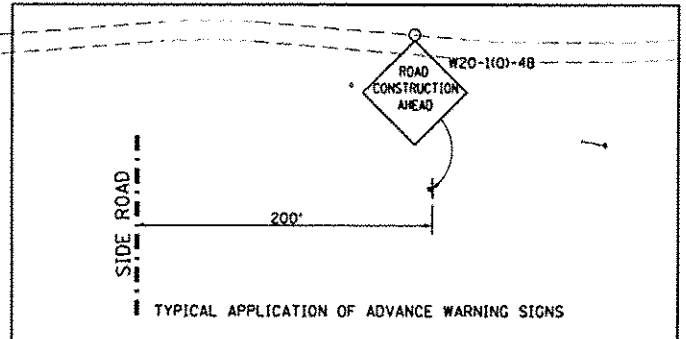 W20-1(O)-48
ROAD
CONSTRUCTION
AHEAD
SIDE ROAD
200'
TYPICAL APPLICATION OF ADVANCE WARNING SIGNS